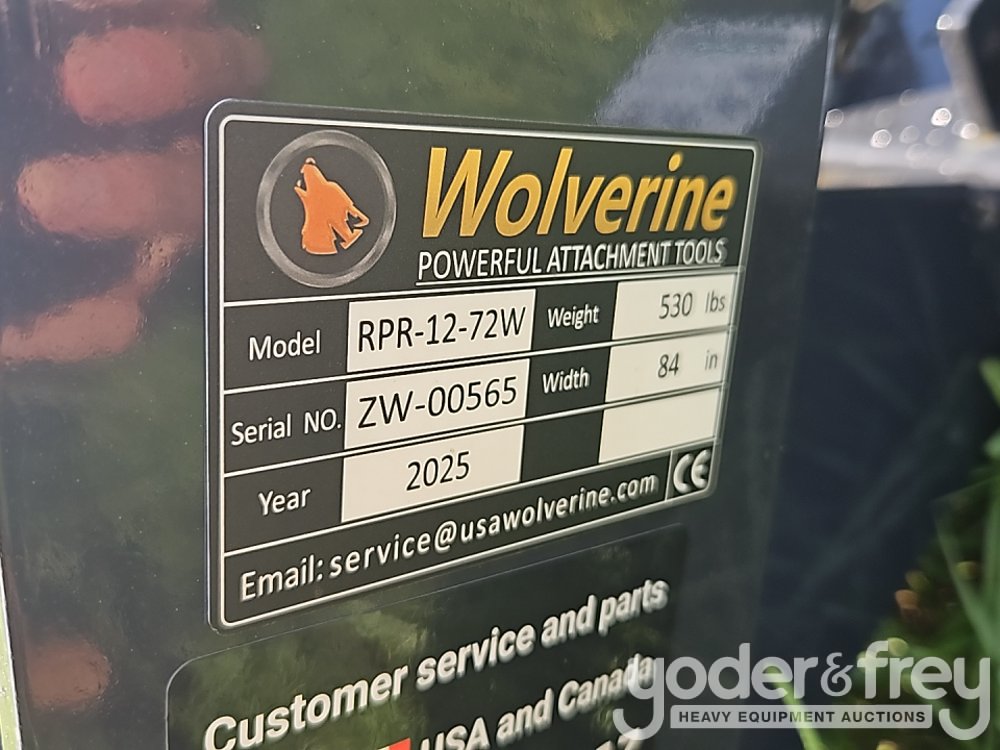 Wolverine
POWERFUL ATTACHMENT TOOLS
Model RPR-12-72W Weight 530 lbs
Serial NO. ZW-00565 Width 84 in
Year 2025
Email: service@usawolverine.com CE
Customer service and parts
USA and Canada
yoder&frey
HEAVY EQUIPMENT AUCTIONS